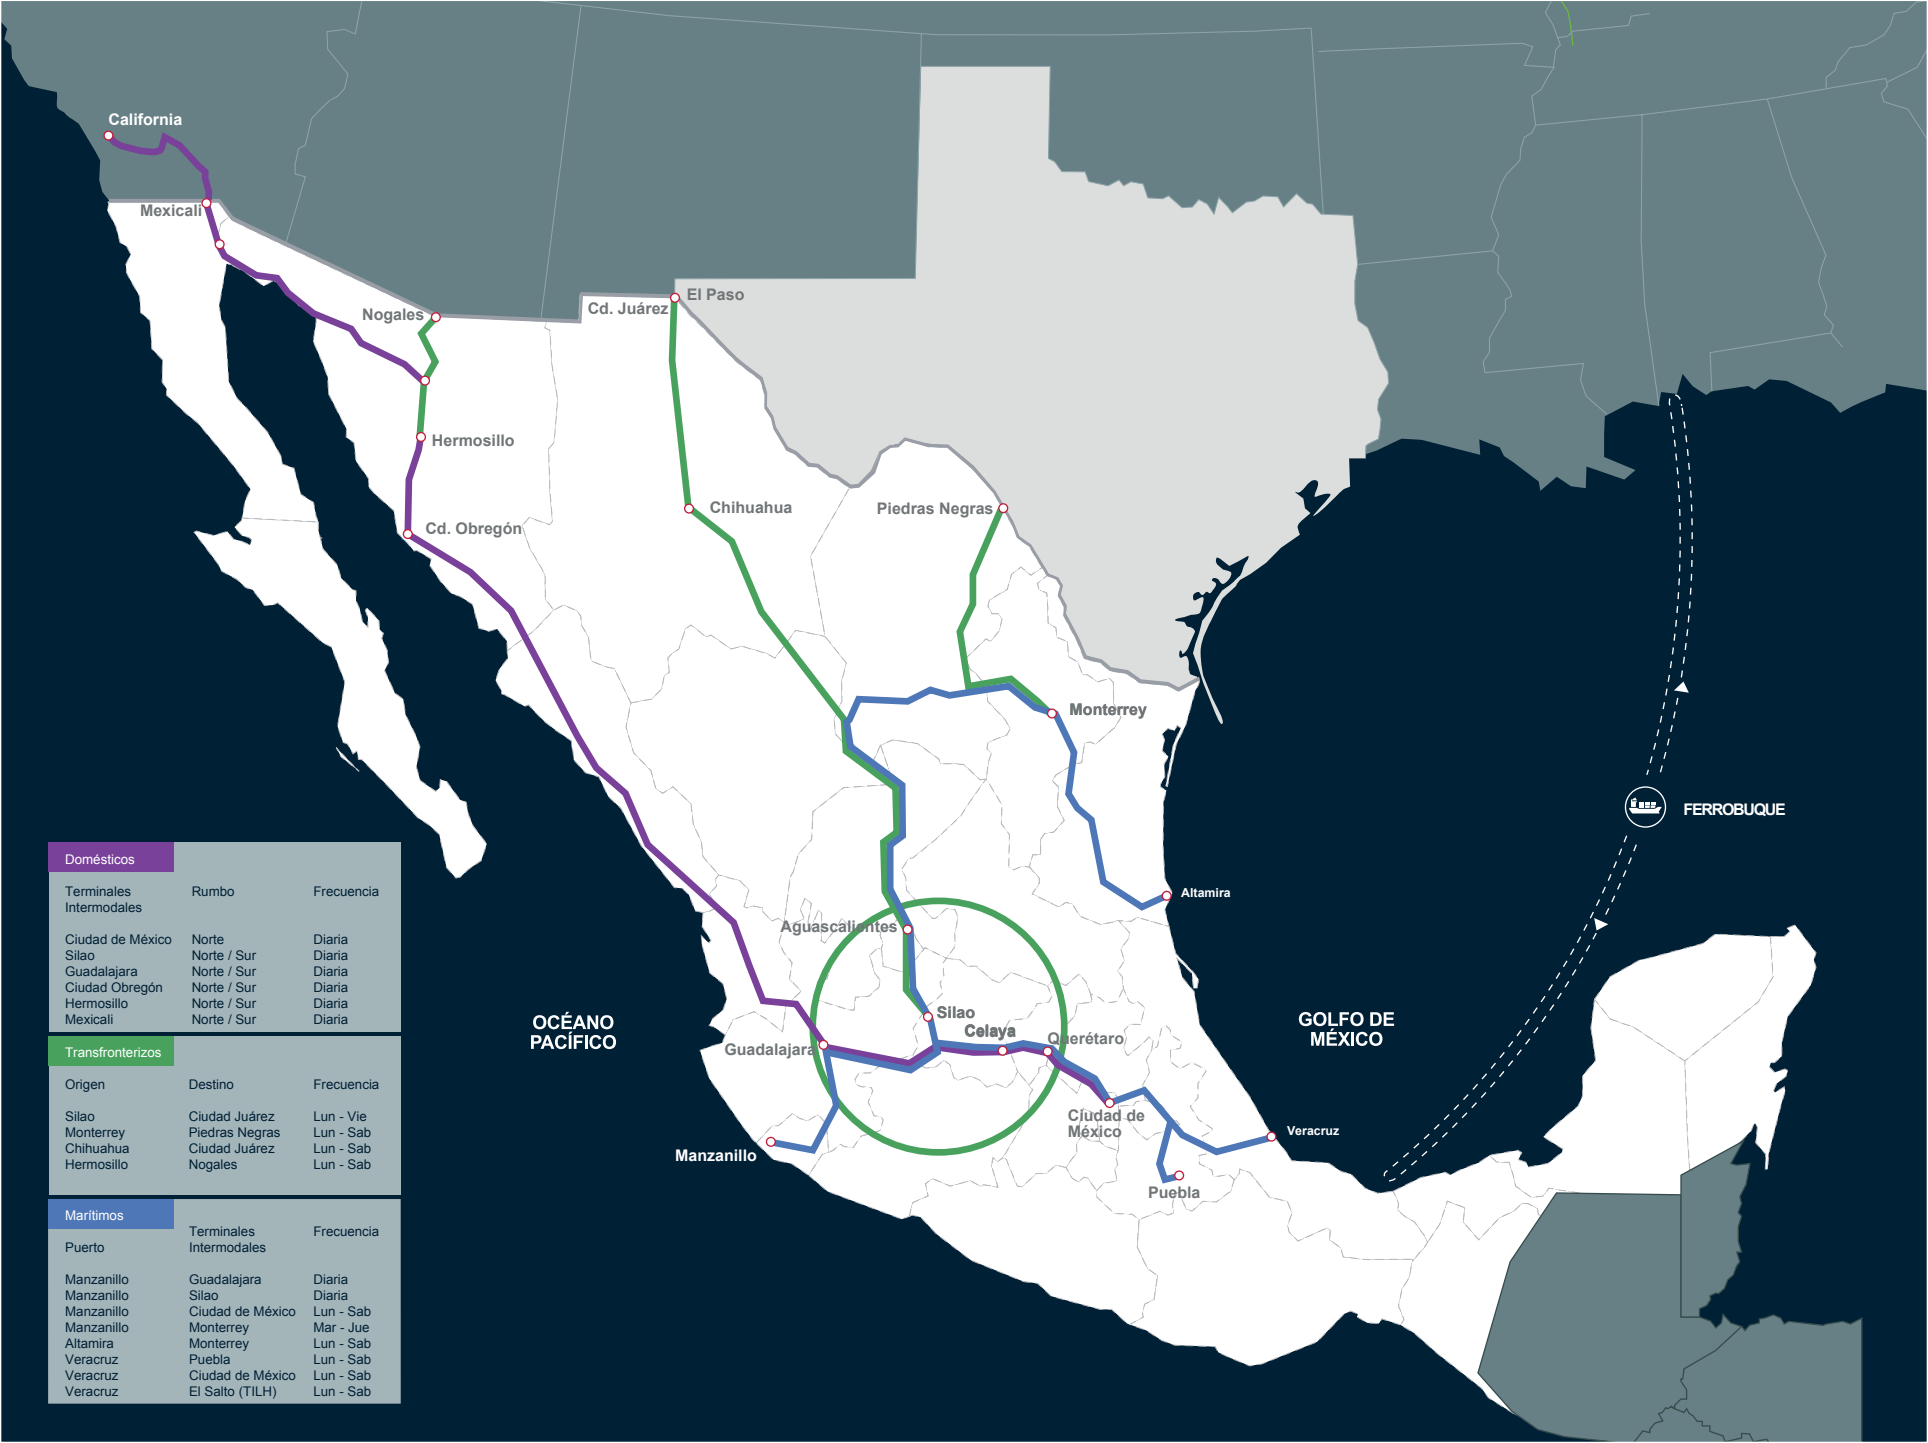 California
Mexicali
Nogales
El Paso
Cd. Juárez
Hermosillo
Cd. Obregón
Chihuahua
Piedras Negras
Monterrey
FERROBUQUE
Altamira
Aguascalientes
Silao
Celaya
Querétaro
Guadalajara
Ciudad de
México
Manzanillo
Veracruz
Puebla
OCÉANO
PACÍFICO
GOLFO DE
MÉXICO
Domésticos
Terminales Rumbo Frecuencia
Intermodales
Ciudad de México Norte Diaria
Silao Norte / Sur Diaria
Guadalajara Norte / Sur Diaria
Ciudad Obregón Norte / Sur Diaria
Hermosillo Norte / Sur Diaria
Mexicali Norte / Sur Diaria
Transfronterizos
Origen Destino Frecuencia
Silao Ciudad Juárez Lun - Vie
Monterrey Piedras Negras Lun - Sab
Chihuahua Ciudad Juárez Lun - Sab
Hermosillo Nogales Lun - Sab
Marítimos
Terminales Frecuencia
Puerto Intermodales
Manzanillo Guadalajara Diaria
Manzanillo Silao Diaria
Manzanillo Ciudad de México Lun - Sab
Manzanillo Monterrey Mar - Jue
Altamira Monterrey Lun - Sab
Veracruz Puebla Lun - Sab
Veracruz Ciudad de México Lun - Sab
Veracruz El Salto (TILH) Lun - Sab